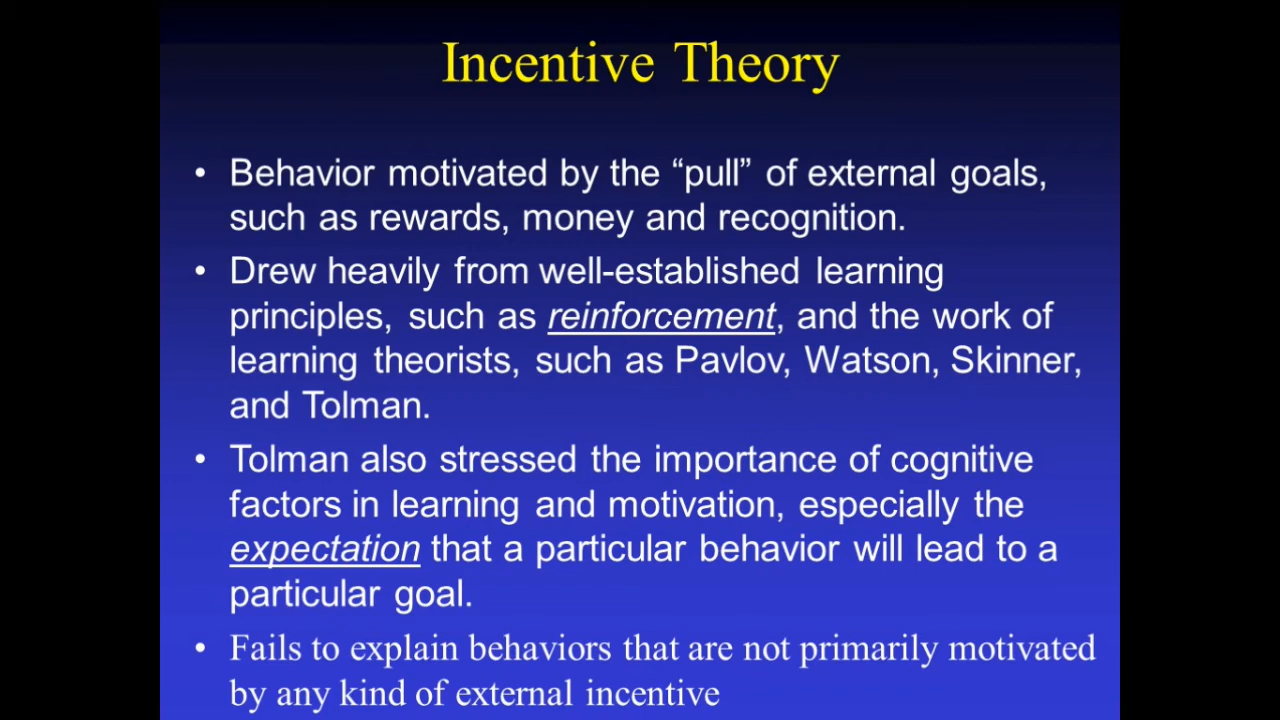 Incentive Theory
• Behavior motivated by the “pull” of external goals,
such as rewards, money and recognition.
• Drew heavily from well-established learning
principles, such as reinforcement, and the work of
learning theorists, such as Pavlov, Watson, Skinner,
and Tolman.
• Tolman also stressed the importance of cognitive
factors in learning and motivation, especially the
expectation that a particular behavior will lead to a
particular goal.
• Fails to explain behaviors that are not primarily motivated
by any kind of external incentive